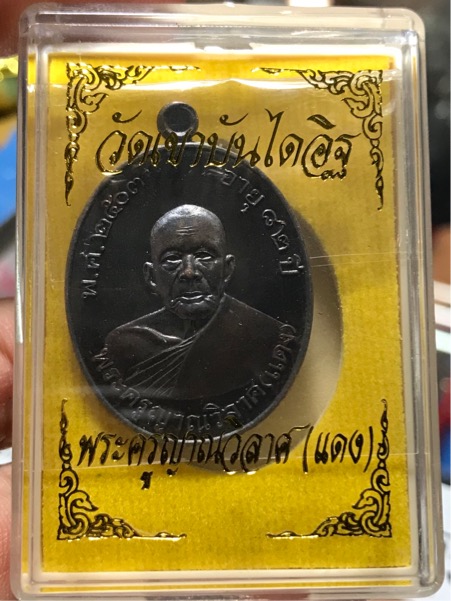 วัดเขาบันไดอิฐ
พ.ศ. ๒๕๐๓ อายุ ๘๒ ปี
พระครูญาณวิลาศ(แดง)
พระครูญาณวิลาศ (แดง)